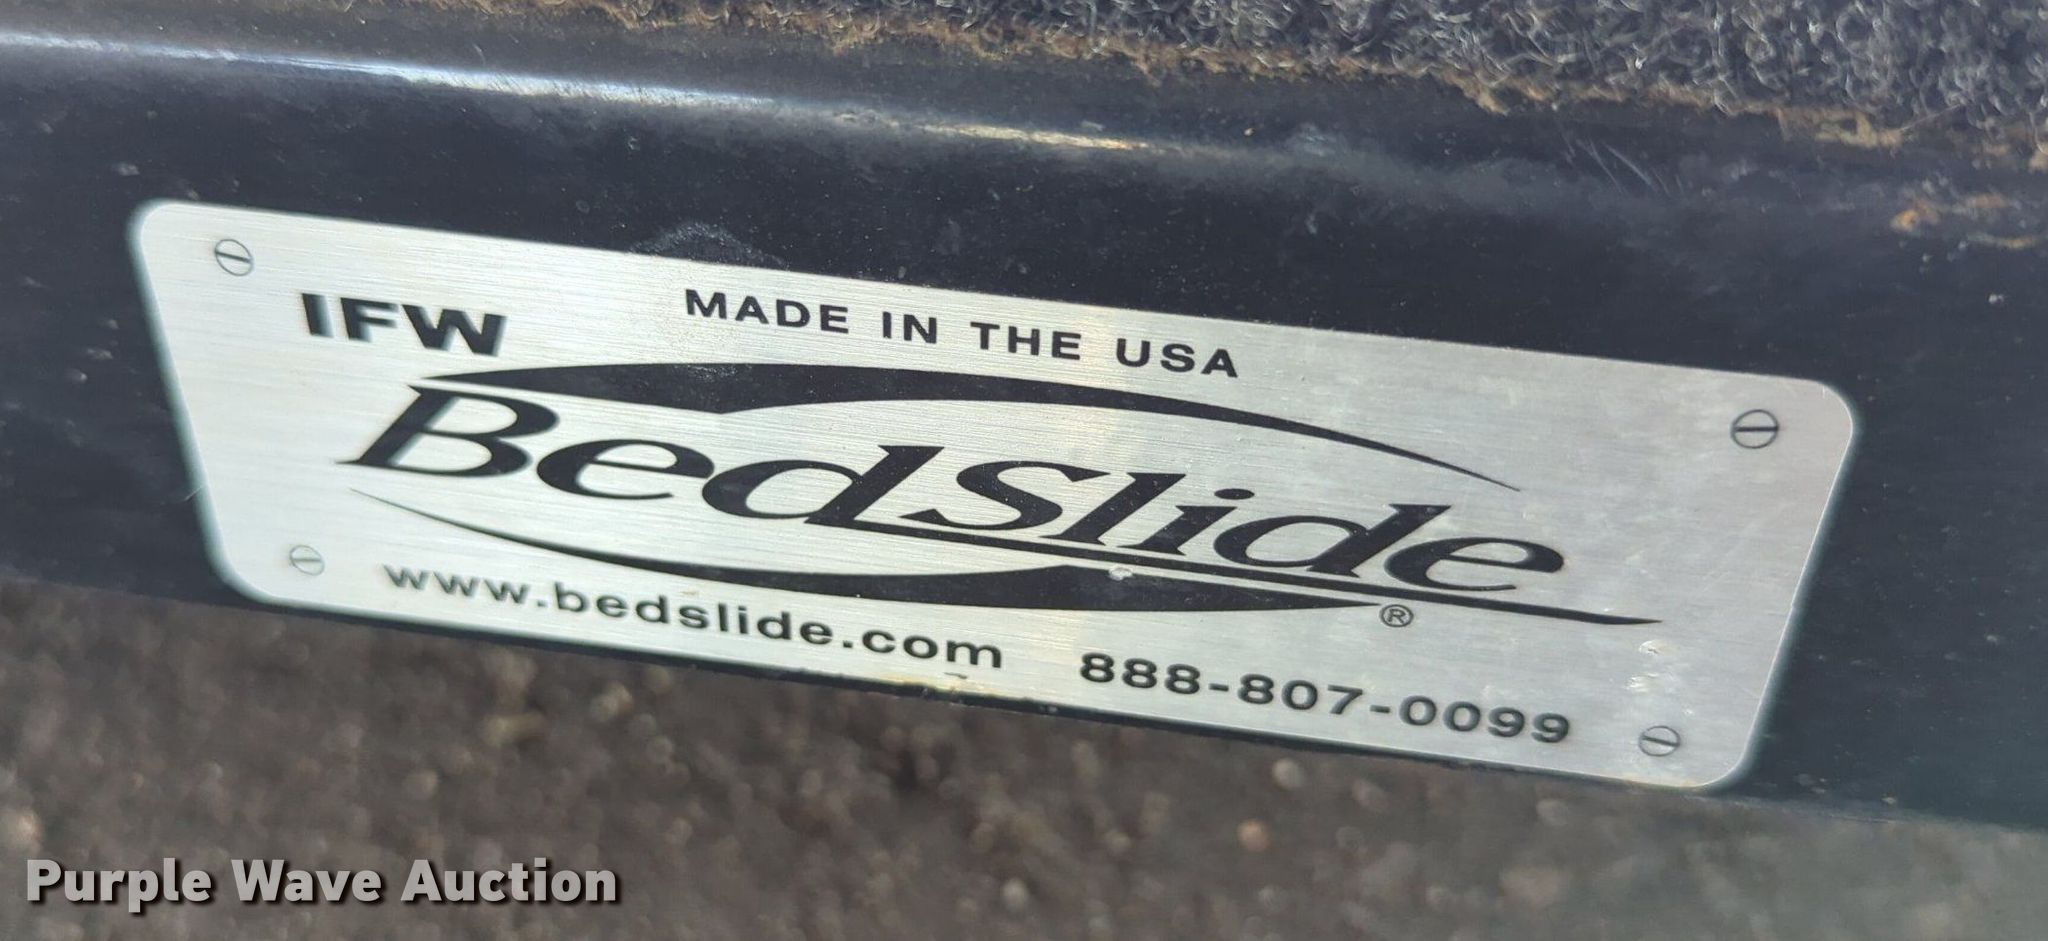 IFW
MADE IN THE USA
BedSlide®
www.bedslide.com 888-807-0099
Purple Wave Auction